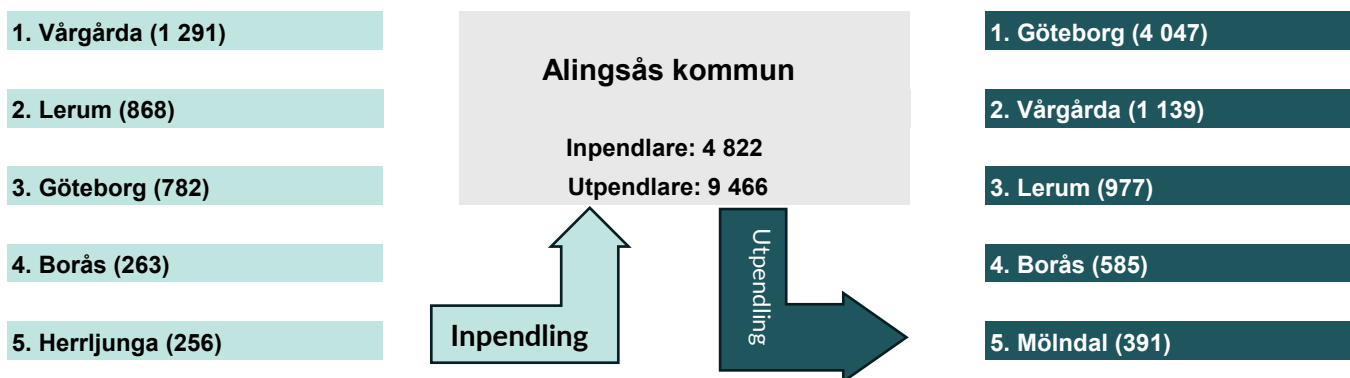 1. Vårgårda (1 291)
2. Lerum (868)
3. Göteborg (782)
4. Borås (263)
5. Herrljunga (256)
Alingsås kommun
Inpendlare: 4 822
Utpendlare: 9 466
Inpendling
Utpendling
1. Göteborg (4 047)
2. Vårgårda (1 139)
3. Lerum (977)
4. Borås (585)
5. Mölndal (391)